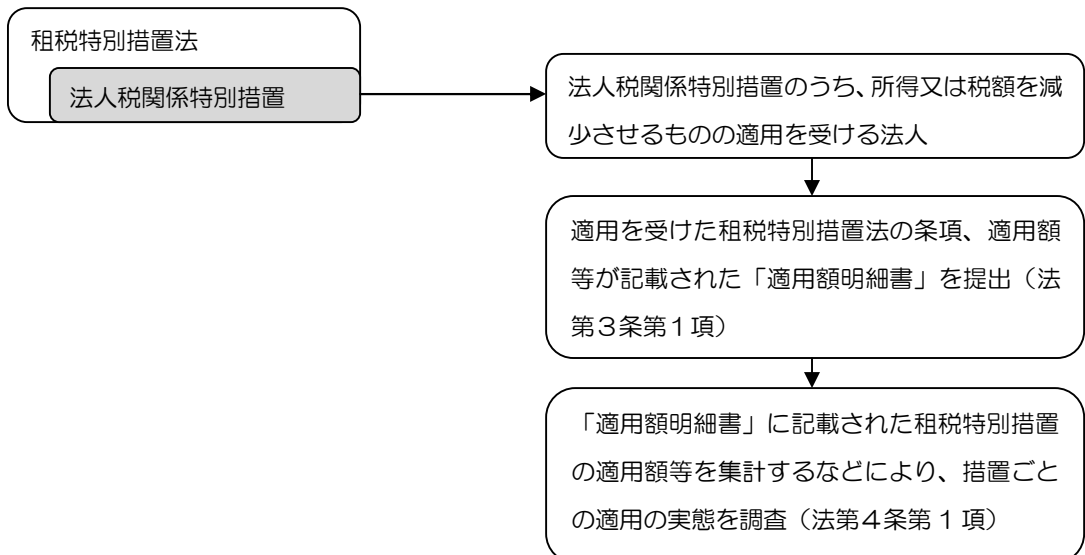 租税特別措置法
法人税関係特別措置
法人税関係特別措置のうち、所得又は税額を減
少させるものの適用を受ける法人
適用を受けた租税特別措置法の条項、適用額
等が記載された「適用額明細書」を提出（法
第３条第１項）
「適用額明細書」に記載された租税特別措置
の適用額等を集計するなどにより、措置ごと
の適用の実態を調査（法第４条第 1 項）